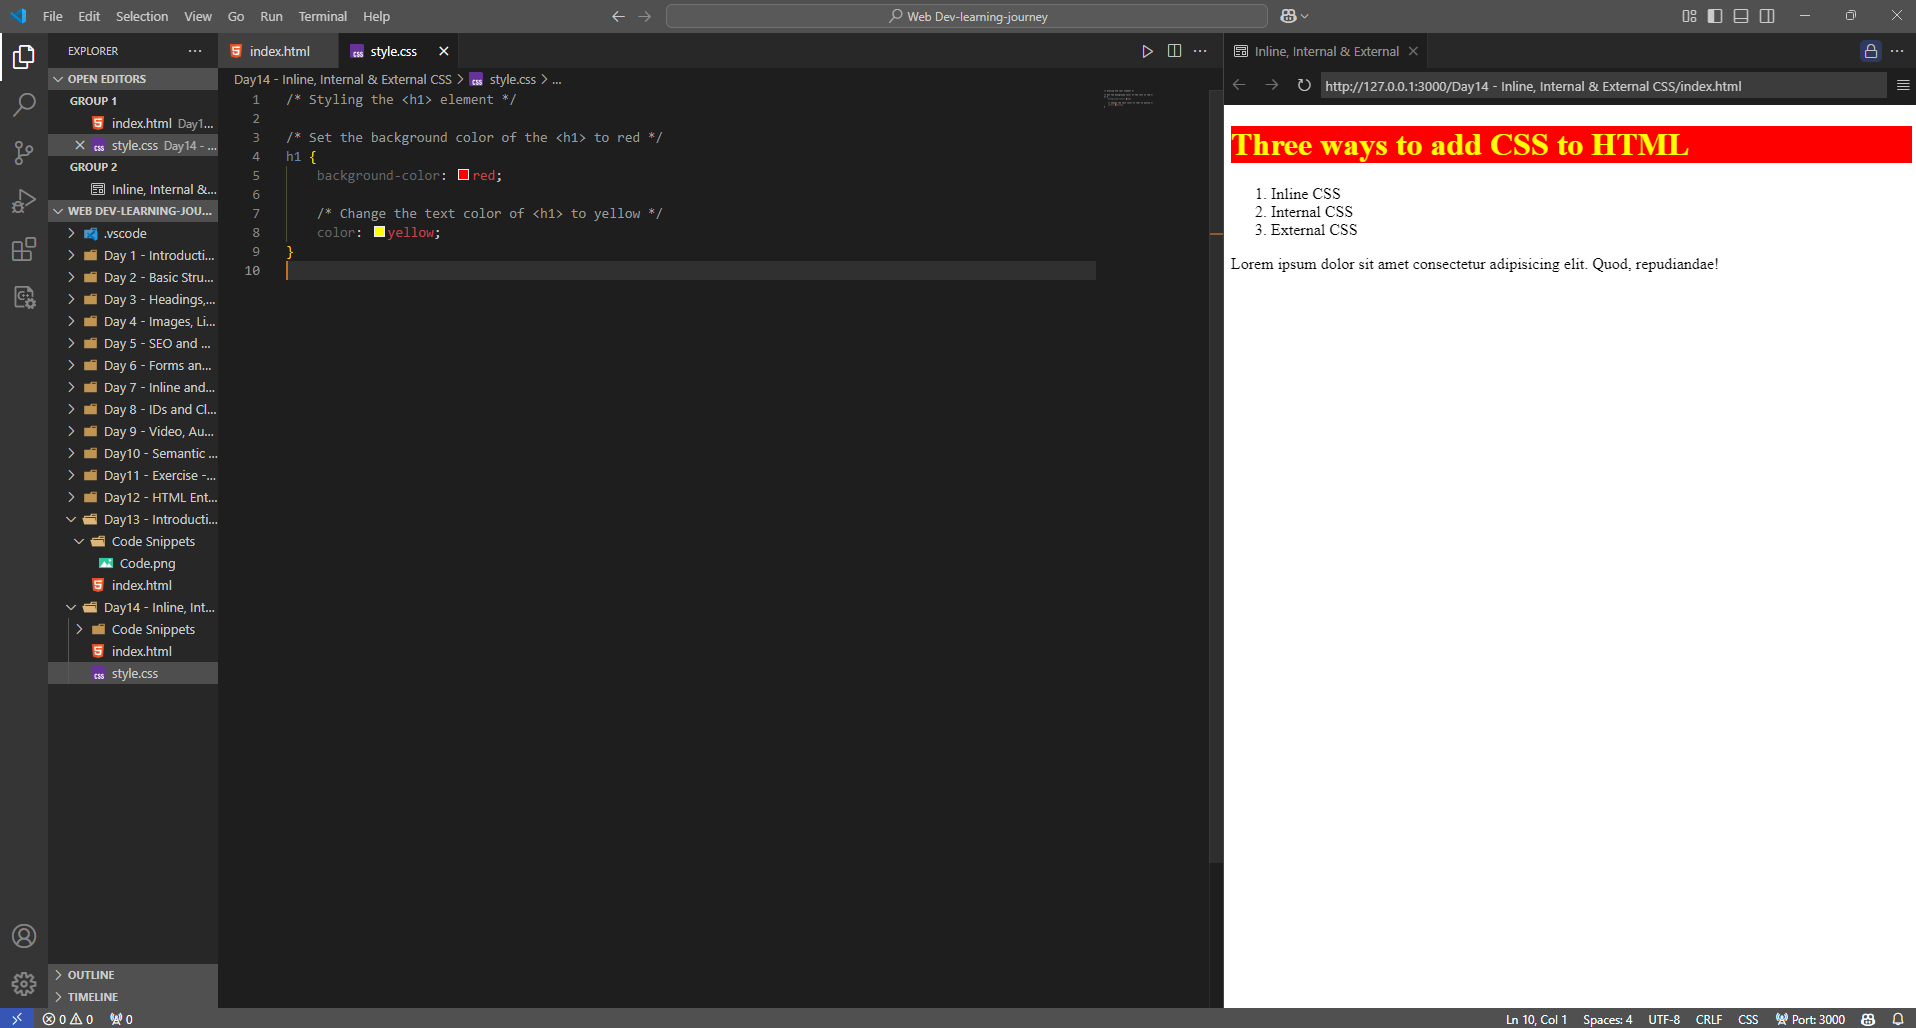 File Edit Selection View Go Run Terminal Help
Web Dev-learning-journey
EXPLORER
OPEN EDITORS
GROUP 1
index.html Day1...
style.css Day14 - ...
GROUP 2
Inline, Internal &...
WEB DEV-LEARNING-JOU...
.vscode
Day 1 - Introducti...
Day 2 - Basic Stru...
Day 3 - Headings,...
Day 4 - Images, Li...
Day 5 - SEO and ...
Day 6 - Forms an...
Day 7 - Inline and...
Day 8 - IDs and Cl...
Day 9 - Video, Au...
Day10 - Semantic ...
Day11 - Exercise -...
Day12 - HTML Ent...
Day13 - Introducti...
Code Snippets
Code.png
index.html
Day14 - Inline, Int...
Code Snippets
index.html
style.css
OUTLINE
TIMELINE
index.html
style.css
Day14 - Inline, Internal & External CSS > style.css > ...
1 /* Styling the <h1> element */
2
3 /* Set the background color of the <h1> to red */
4 h1 {
5 background-color: red;
6
7 /* Change the text color of <h1> to yellow */
8 color: yellow;
9 }
10
Inline, Internal & External
http://127.0.0.1:3000/Day14 - Inline, Internal & External CSS/index.html
Three ways to add CSS to HTML
1. Inline CSS
2. Internal CSS
3. External CSS
Lorem ipsum dolor sit amet consectetur adipisicing elit. Quod, repudiandae!
0 0 0
Ln 10, Col 1 Spaces: 4 UTF-8 CRLF CSS Port: 3000